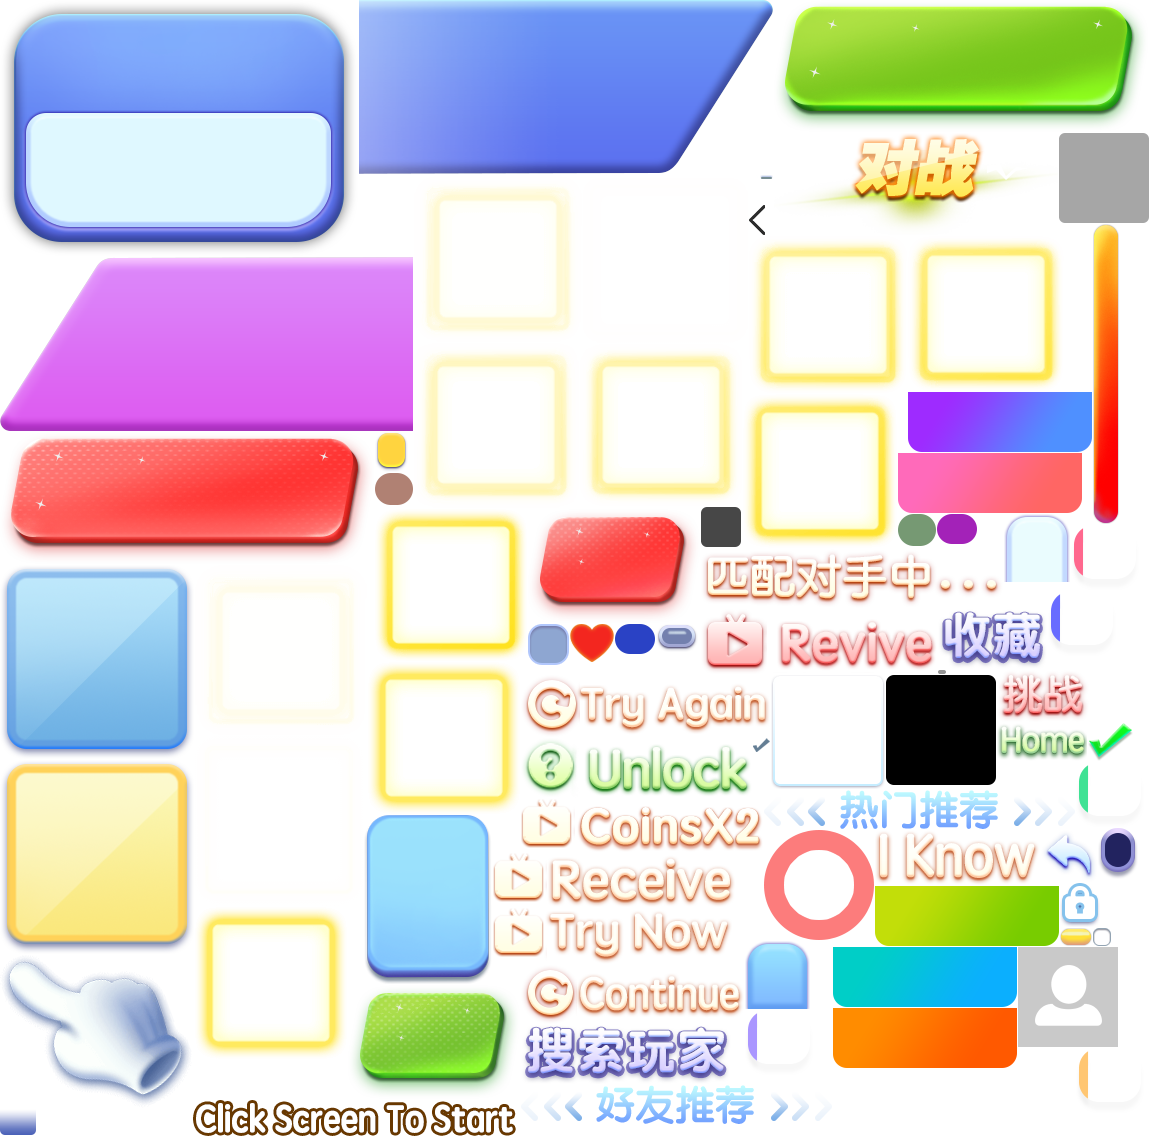 对战
匹配对手中...
Revive
收藏
Try Again
挑战
Home
Unlock
热门推荐
CoinsX2
I Know
Receive
Try Now
Continue
搜索玩家
好友推荐
Click Screen To Start